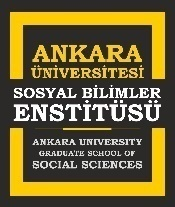 ANKARA
ÜNİVERSİTESİ
SOSYAL BİLİMLER
ENSTİTÜSÜ
ANKARA UNIVERSITY
GRADUATE SCHOOL OF
SOCIAL SCIENCES